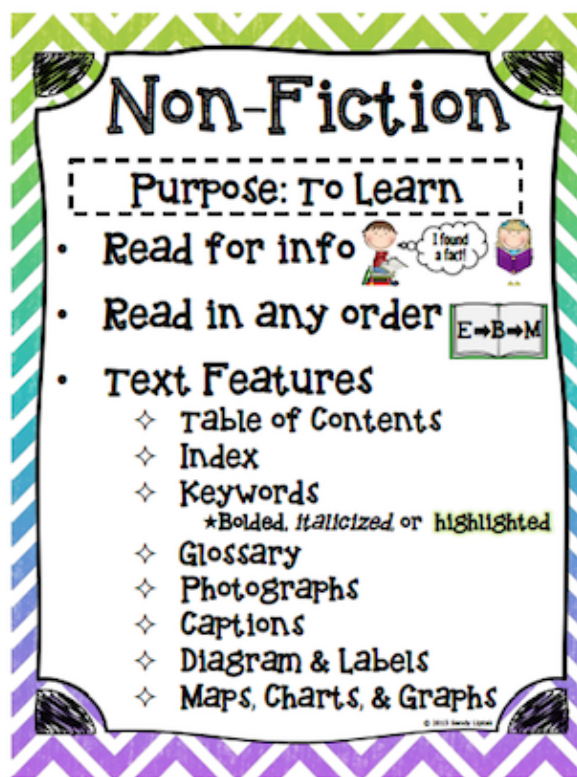 Non-Fiction
Purpose: To Learn
• Read for info
I found
a fact!
• Read in any order
E➡B➡M
• Text Features
✧ Table of Contents
✧ Index
✧ Keywords
★Bolded, italicized, or highlighted
✧ Glossary
✧ Photographs
✧ Captions
✧ Diagram & Labels
✧ Maps, Charts, & Graphs
© 2013